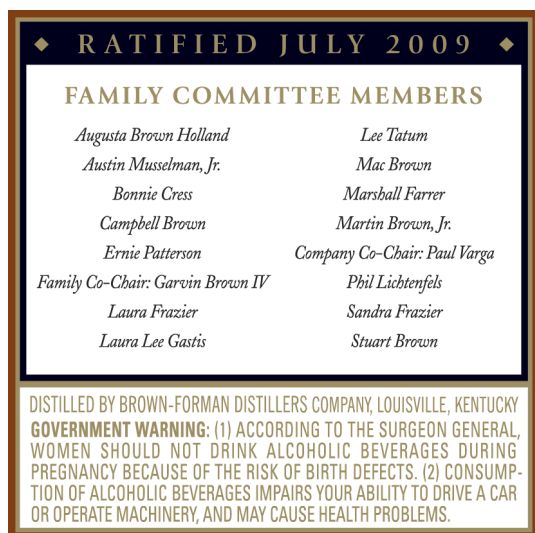 RATIFIED JULY 2009
FAMILY COMMITTEE MEMBERS
Augusta Brown Holland
Austin Musselman, Jr.
Bonnie Cress
Campbell Brown
Ernie Patterson
Family Co-Chair: Garvin Brown IV
Laura Frazier
Laura Lee Gastis
Lee Tatum
Mac Brown
Marshall Farrer
Martin Brown, Jr.
Company Co-Chair: Paul Varga
Phil Lichtenfels
Sandra Frazier
Stuart Brown
DISTILLED BY BROWN-FORMAN DISTILLERS COMPANY, LOUISVILLE, KENTUCKY
GOVERNMENT WARNING: (1) ACCORDING TO THE SURGEON GENERAL,
WOMEN SHOULD NOT DRINK ALCOHOLIC BEVERAGES DURING
PREGNANCY BECAUSE OF THE RISK OF BIRTH DEFECTS. (2) CONSUMP-
TION OF ALCOHOLIC BEVERAGES IMPAIRS YOUR ABILITY TO DRIVE A CAR
OR OPERATE MACHINERY, AND MAY CAUSE HEALTH PROBLEMS.